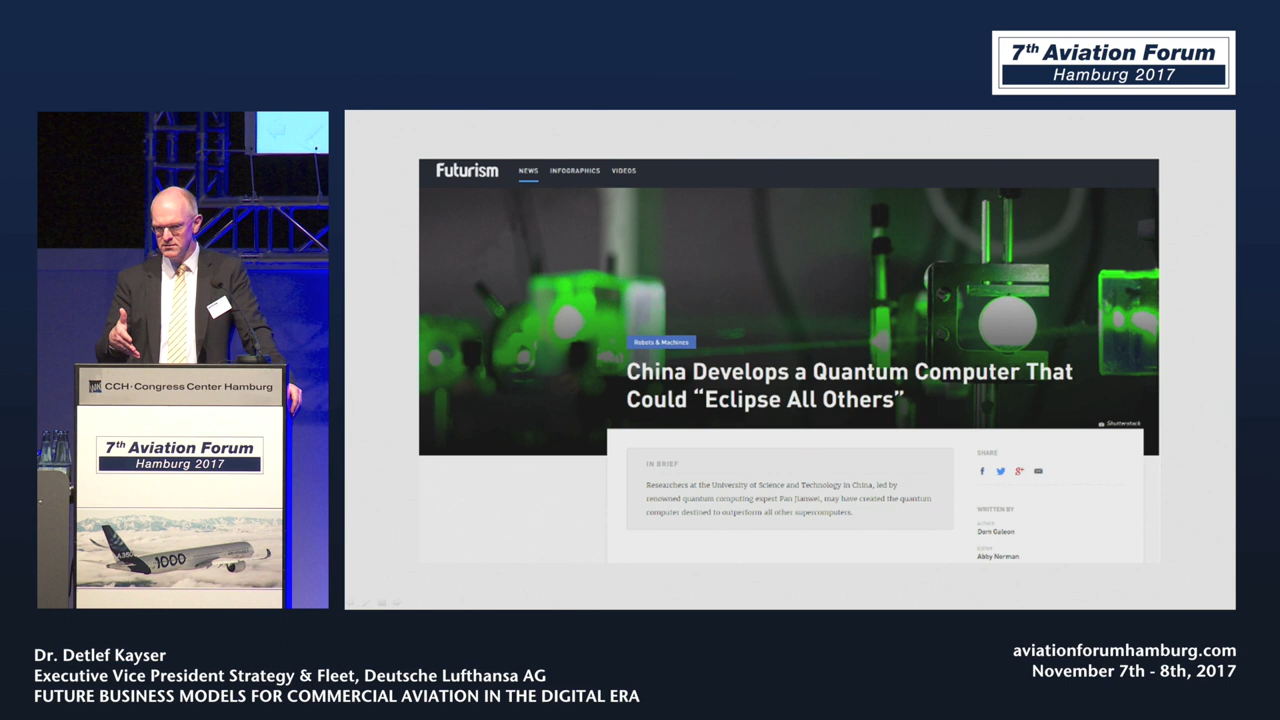 7th Aviation Forum
Hamburg 2017
CCH·Congress Center Hamburg
7th Aviation Forum
Hamburg 2017
A350
1000
Futurism
NEWS
INFOGRAPHICS
VIDEOS
Robots & Machines
China Develops a Quantum Computer That
Could “Eclipse All Others”
Shutterstock
IN BRIEF
Researchers at the University of Science and Technology in China, led by
renowned quantum computing expert Pan Jianwei, may have created the quantum
computer destined to outperform all other supercomputers.
SHARE
WRITTEN BY
AUTHOR
Dom Galeon
EDITOR
Abby Norman
Dr. Detlef Kayser
Executive Vice President Strategy & Fleet, Deutsche Lufthansa AG
FUTURE BUSINESS MODELS FOR COMMERCIAL AVIATION IN THE DIGITAL ERA
aviationforumhamburg.com
November 7th - 8th, 2017